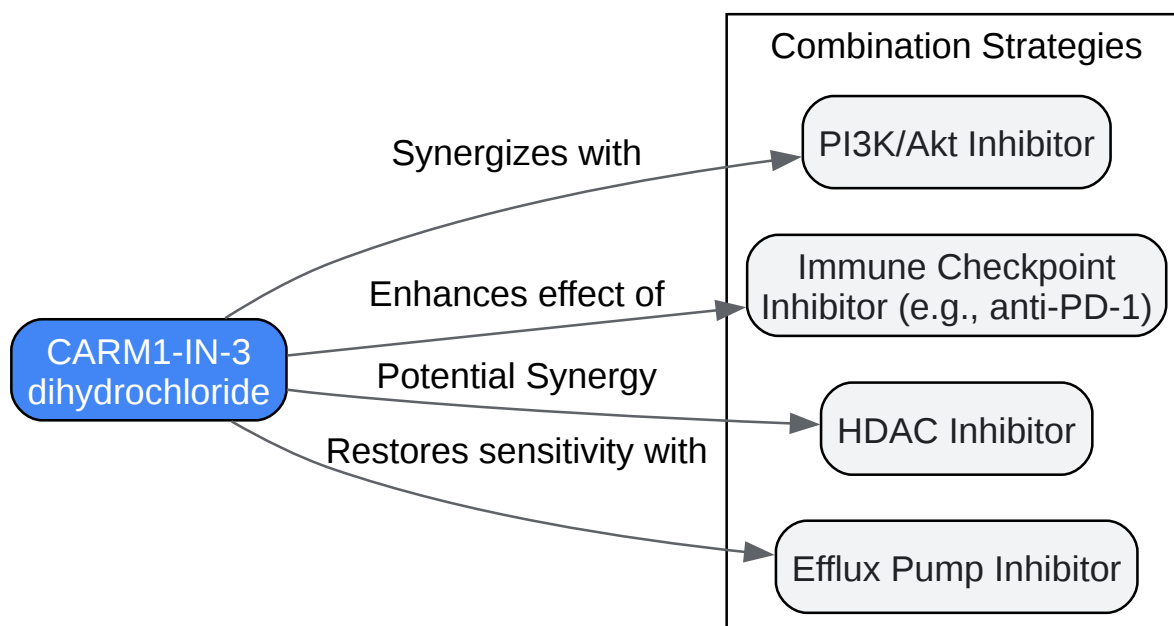 Combination Strategies
Synergizes with
PI3K/Akt Inhibitor
Enhances effect of
Immune Checkpoint
Inhibitor (e.g., anti-PD-1)
CARM1-IN-3
dihydrochloride
Potential Synergy
HDAC Inhibitor
Restores sensitivity with
Efflux Pump Inhibitor